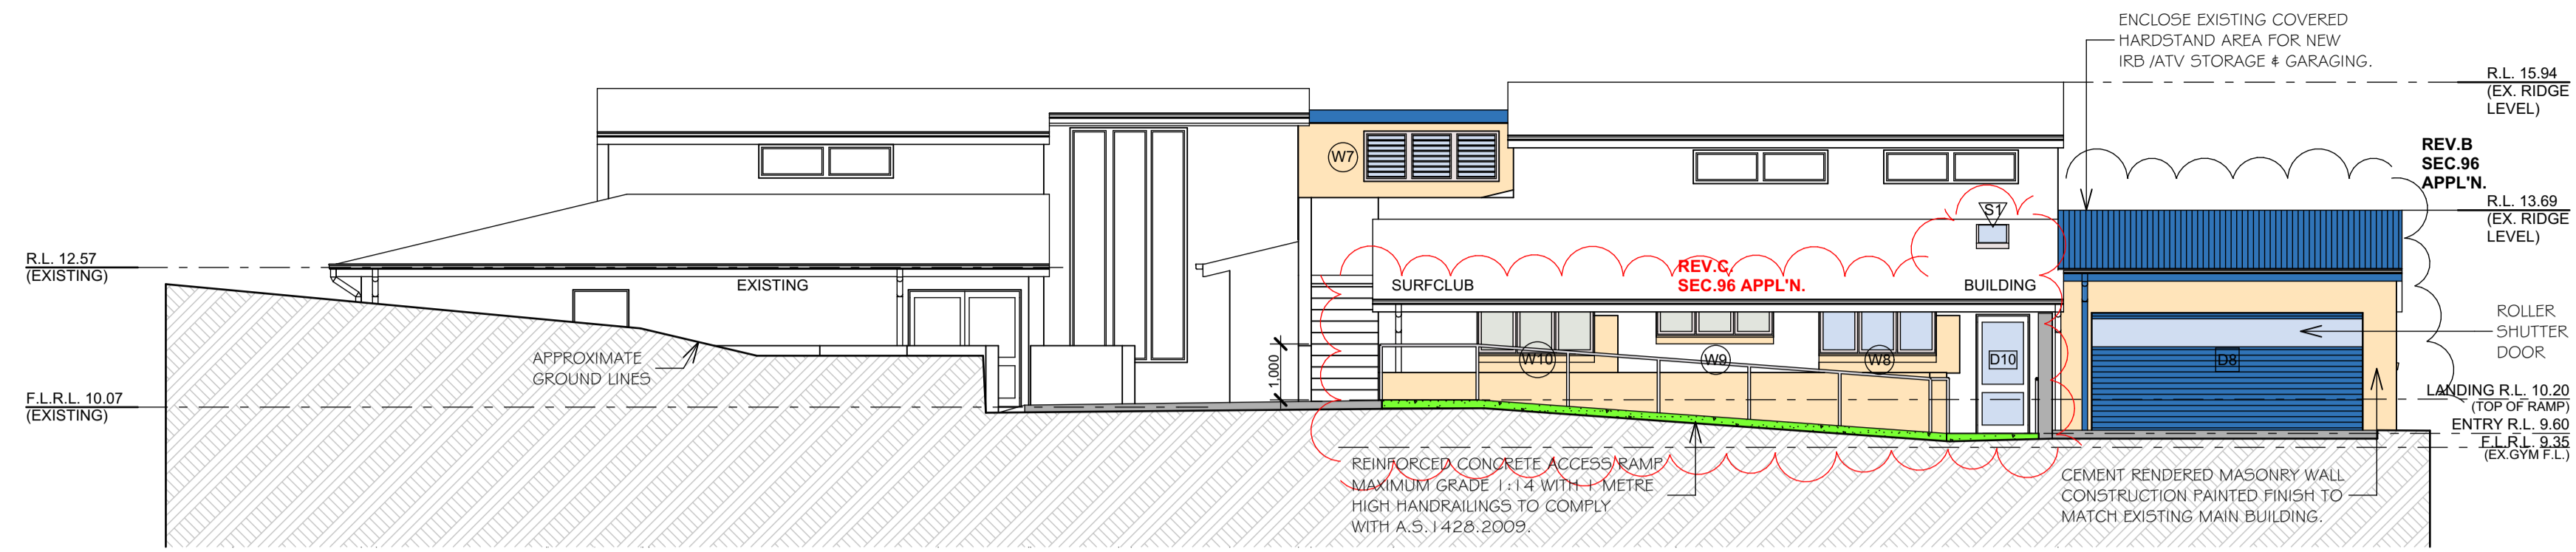 ENCLOSE EXISTING COVERED
HARDSTAND AREA FOR NEW
IRB /ATV STORAGE & GARAGING.
R.L. 15.94
(EX. RIDGE
LEVEL)
REV.B
SEC.96
APPL'N.
W7
R.L. 13.69
(EX. RIDGE
LEVEL)
S1
R.L. 12.57
(EXISTING)
EXISTING
SURFCLUB
REV.C.
SEC.96 APPL'N.
BUILDING
ROLLER
SHUTTER
DOOR
APPROXIMATE
GROUND LINES
1,000
W10
W9
W8
D10
D8
F.L.R.L. 10.07
(EXISTING)
LANDING R.L. 10.20
(TOP OF RAMP)
ENTRY R.L. 9.60
F.L.R.L. 9.35
(EX.GYM F.L.)
REINFORCED CONCRETE ACCESS RAMP
MAXIMUM GRADE 1:14 WITH 1 METRE
HIGH HANDRAILINGS TO COMPLY
WITH A.S.1428.2009.
CEMENT RENDERED MASONRY WALL
CONSTRUCTION PAINTED FINISH TO
MATCH EXISTING MAIN BUILDING.